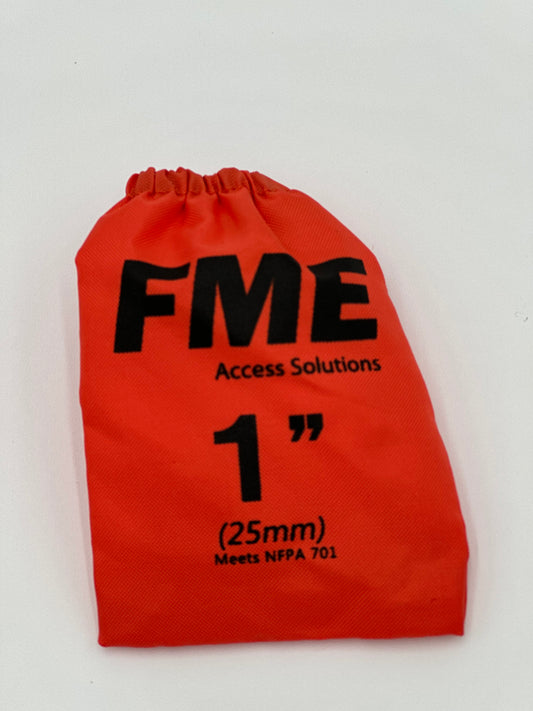 FME
Access Solutions
1”
(25mm)
Meets NFPA 701